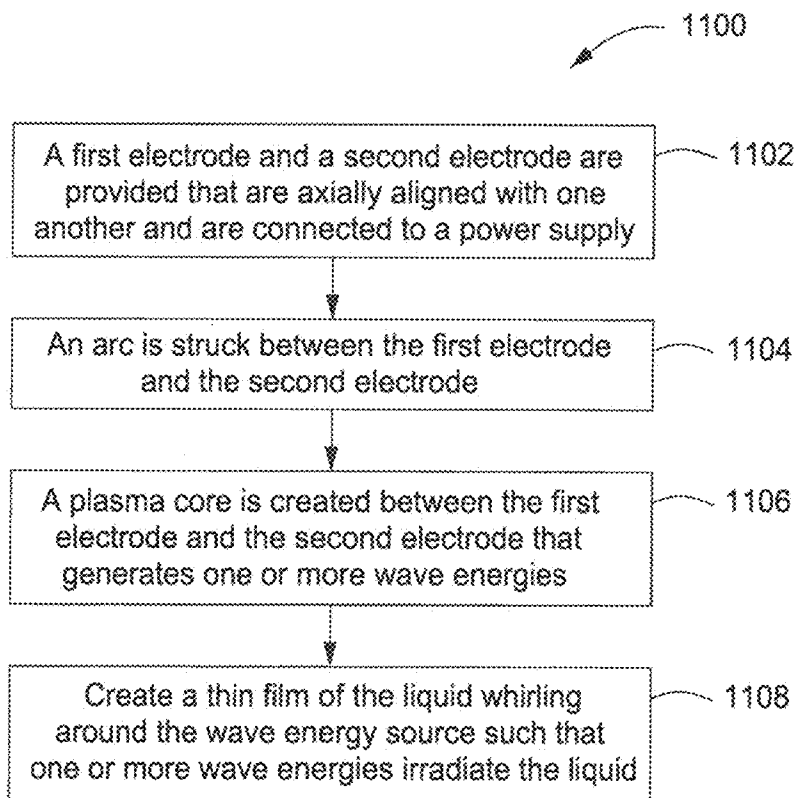 1100
A first electrode and a second electrode are
provided that are axially aligned with one
another and are connected to a power supply
1102
An arc is struck between the first electrode
and the second electrode
1104
A plasma core is created between the first
electrode and the second electrode that
generates one or more wave energies
1106
Create a thin film of the liquid whirling
around the wave energy source such that
one or more wave energies irradiate the liquid
1108